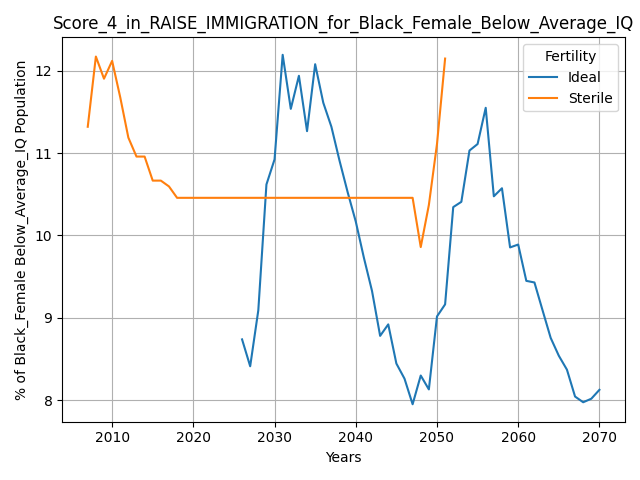 Score_4_in_RAISE_IMMIGRATION_for_Black_Female_Below_Average_IQ
% of Black_Female Below_Average_IQ Population
12
11
10
9
8
Fertility
Ideal
Sterile
2010 2020 2030 2040 2050 2060 2070
Years